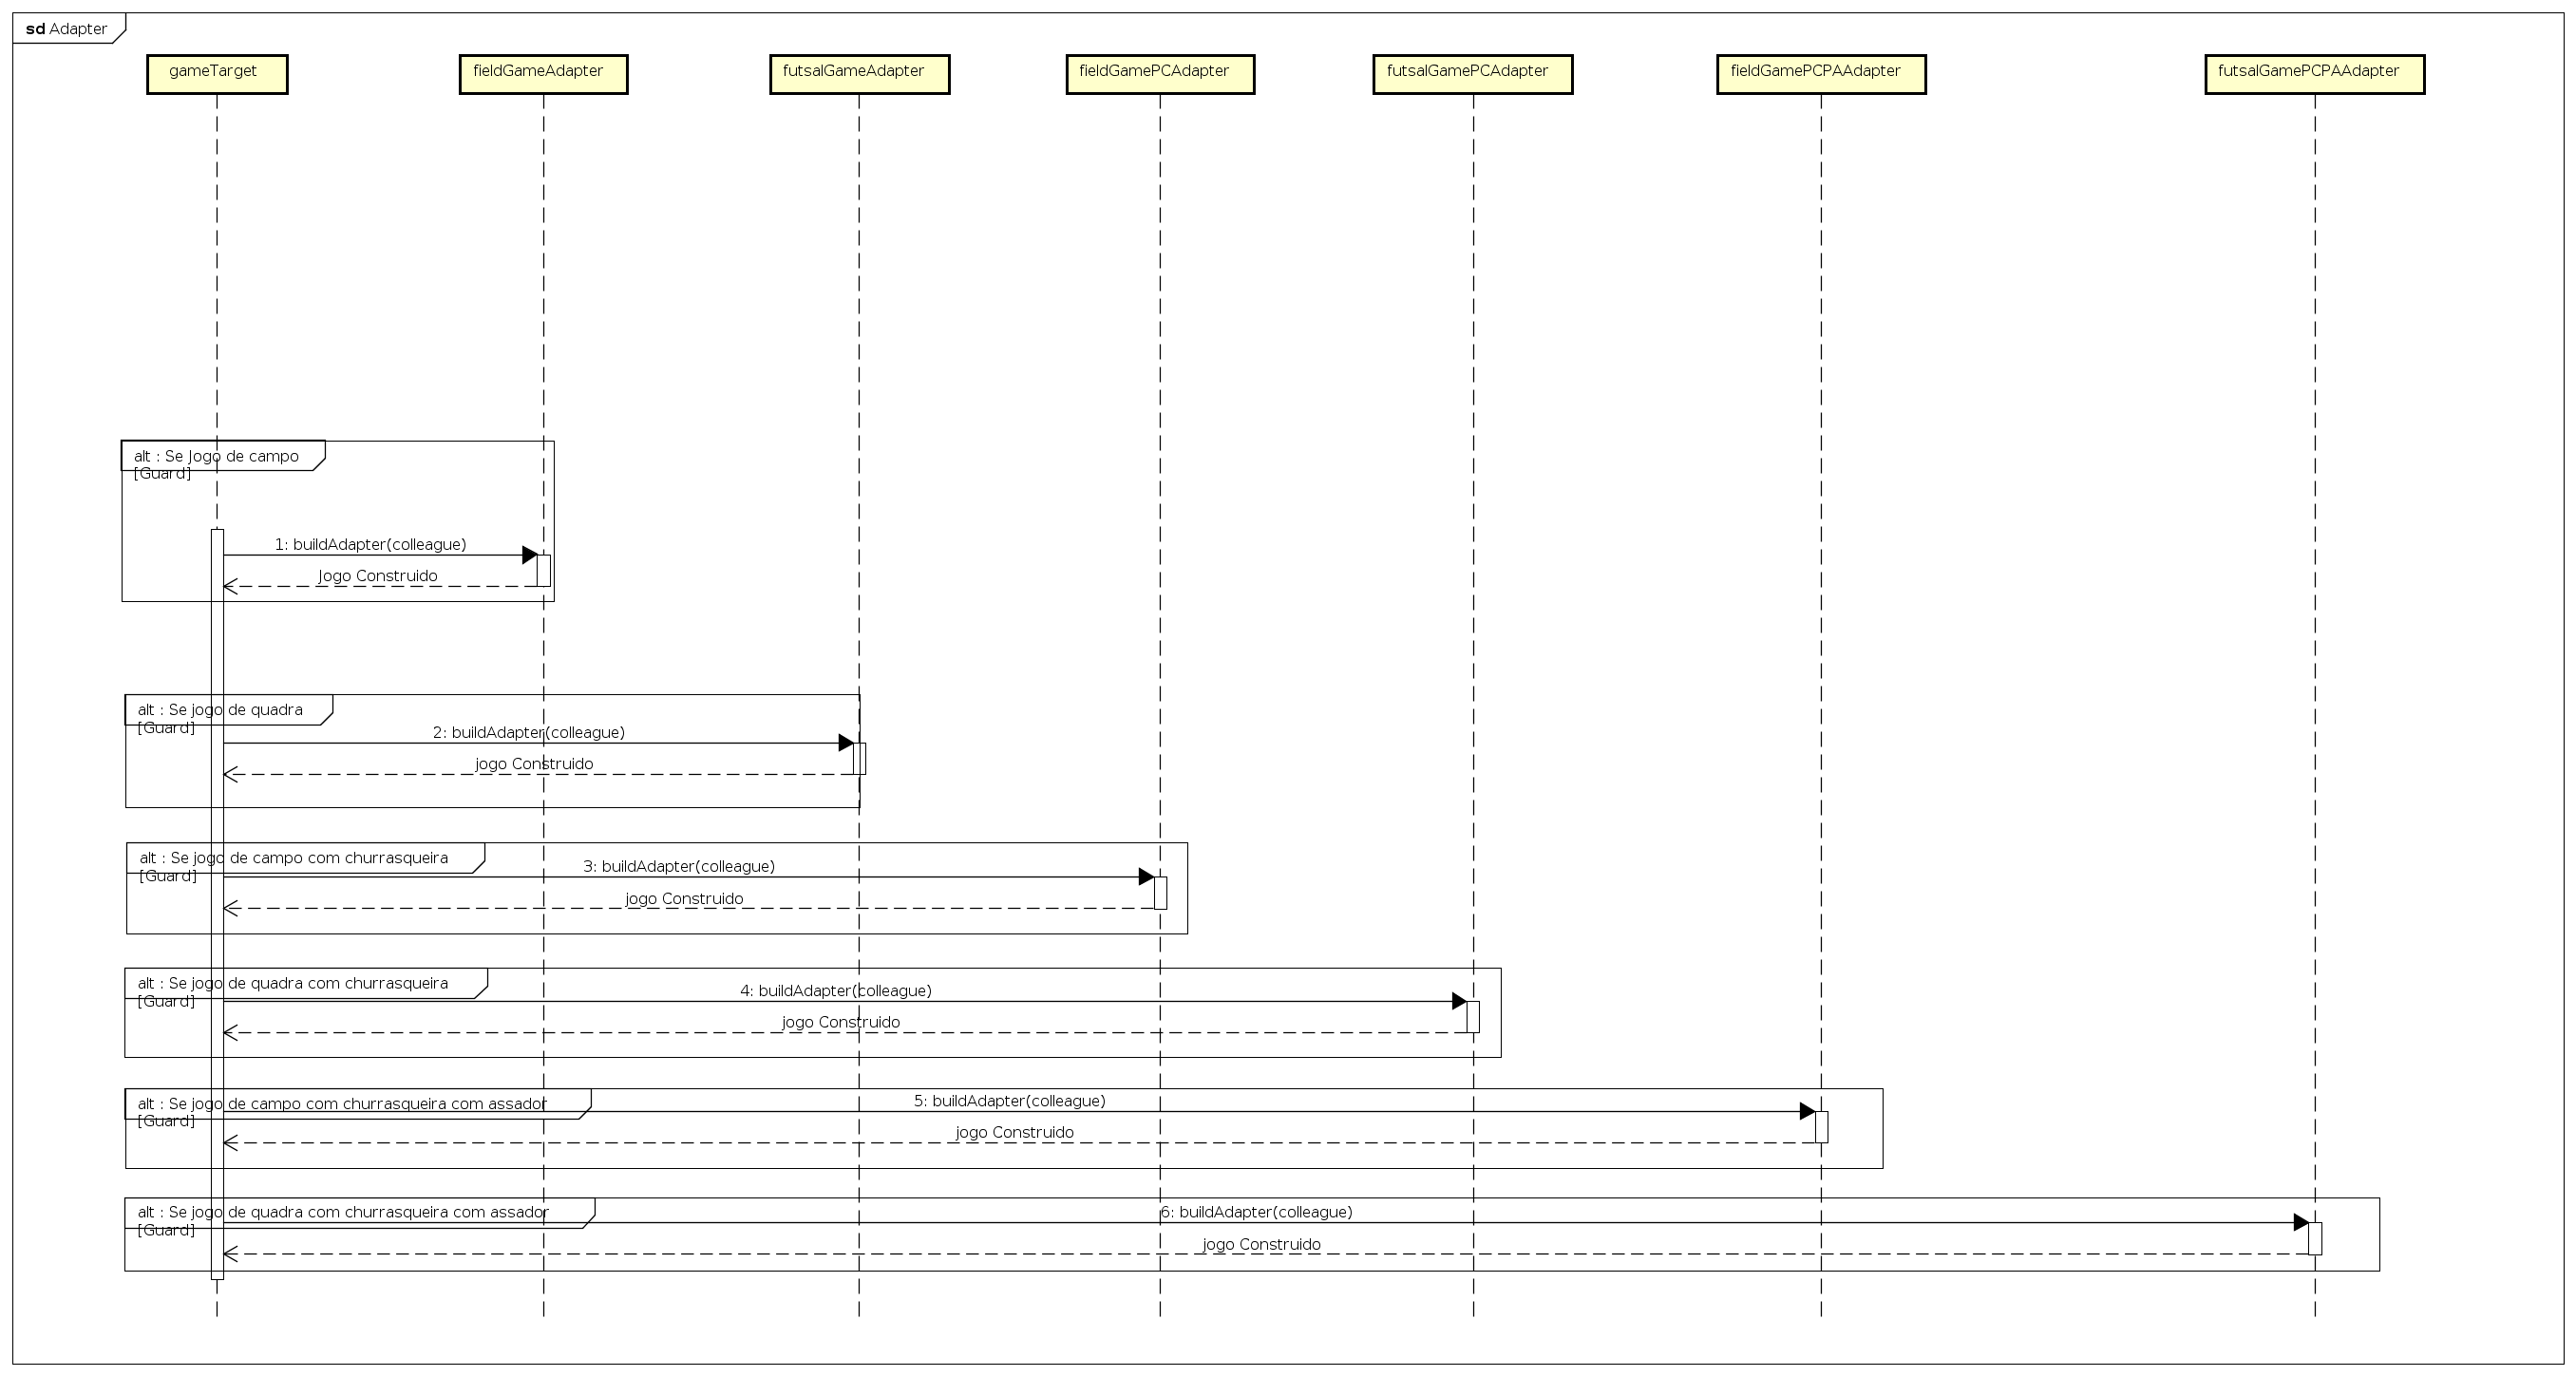 sd Adapter
gameTarget
fieldGameAdapter
futsalGameAdapter
fieldGamePCAdapter
futsalGamePCAdapter
fieldGamePCPAAdapter
futsalGamePCPAAdapter
alt : Se Jogo de campo
[Guard]
1: buildAdapter(colleague)
Jogo Construido
alt : Se jogo de quadra
[Guard]
2: buildAdapter(colleague)
jogo Construido
alt : Se jogo de campo com churrasqueira
[Guard]
3: buildAdapter(colleague)
jogo Construido
alt : Se jogo de quadra com churrasqueira
[Guard]
4: buildAdapter(colleague)
jogo Construido
alt : Se jogo de campo com churrasqueira com assador
[Guard]
5: buildAdapter(colleague)
jogo Construido
alt : Se jogo de quadra com churrasqueira com assador
[Guard]
6: buildAdapter(colleague)
jogo Construido